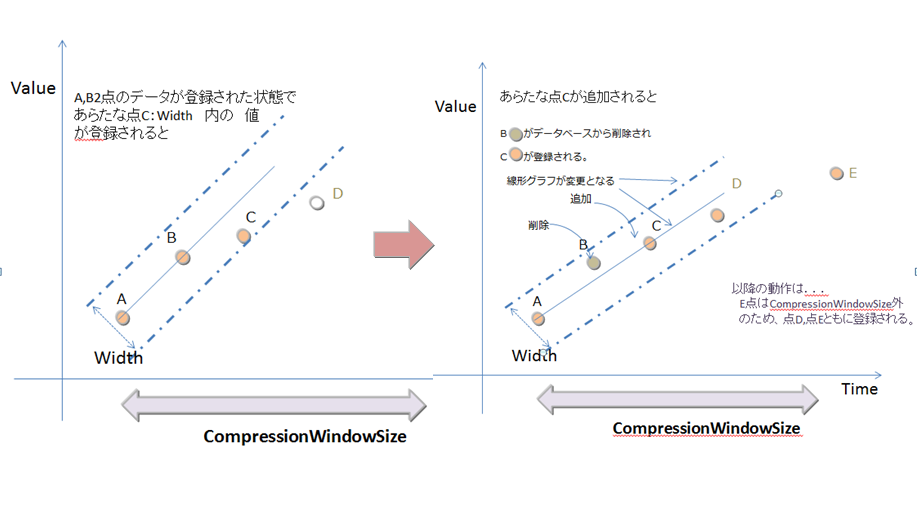 Value
A,B2点のデータが登録された状態で
あらたな点C:Width 内の 値
が登録されると
D
C
B
A
Width
CompressionWindowSize
Value
あらたな点Cが追加されると
B がデータベースから削除され
C が登録される。
線形グラフが変更となる
追加
削除
E
D
C
B
A
以降の動作は...
E点はCompressionWindowSize外
のため、点D,点Eともに登録される。
Width
Time
CompressionWindowSize